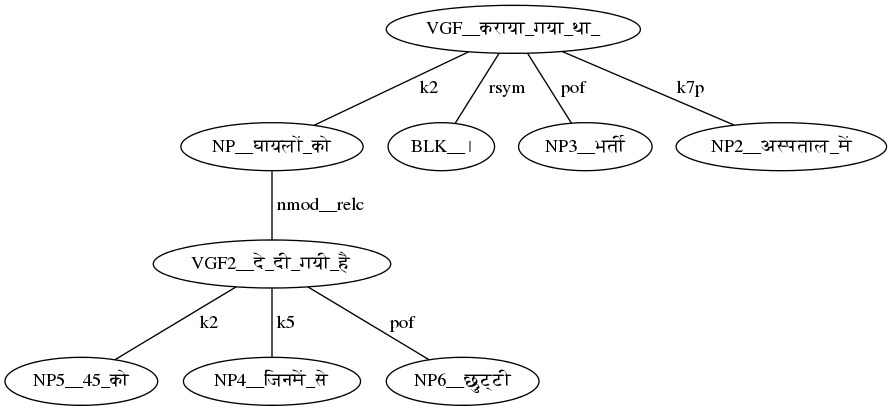 VGF__कराया_गया_था_
k2 rsym pof k7p
NP__घायलों_को BLK__। NP3__भर्ती NP2__अस्पताल_में
nmod__relc
VGF2__दे_दी_गयी_है
k2 k5 pof
NP5__45_को NP4__जिनमें_से NP6__छुट्टी